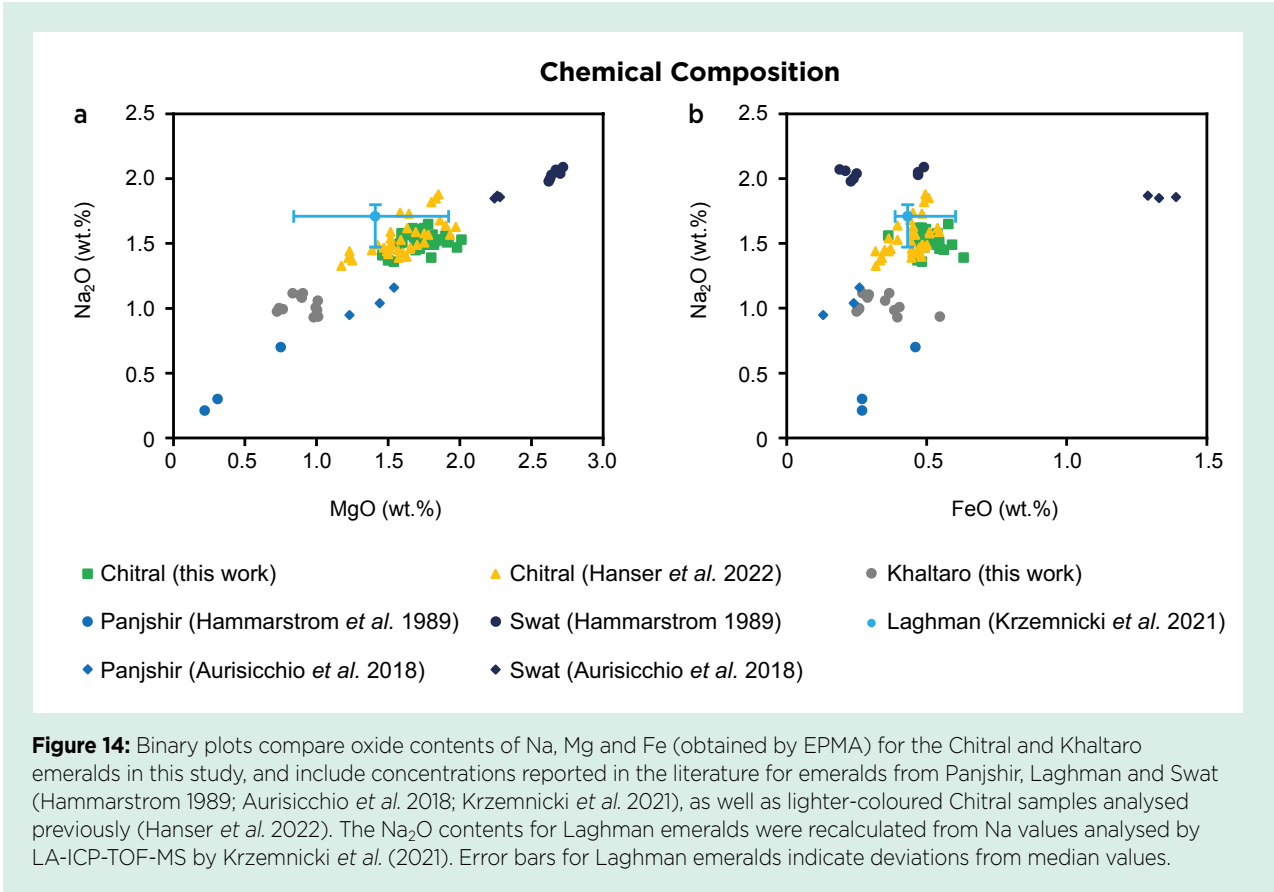 Chemical Composition
a
2.5
2.0
1.5
1.0
0.5
0
Na₂O (wt.%)
0 0.5 1.0 1.5 2.0 2.5 3.0
MgO (wt.%)
b
2.5
2.0
1.5
1.0
0.5
0
Na₂O (wt.%)
0 0.5 1.0 1.5
FeO (wt.%)
Chitral (this work) Chitral (Hanser et al. 2022) Khaltaro (this work)
Panjshir (Hammarstrom et al. 1989) Swat (Hammarstrom 1989) Laghman (Krzemnicki et al. 2021)
Panjshir (Aurisicchio et al. 2018) Swat (Aurisicchio et al. 2018)
Figure 14: Binary plots compare oxide contents of Na, Mg and Fe (obtained by EPMA) for the Chitral and Khaltaro
emeralds in this study, and include concentrations reported in the literature for emeralds from Panjshir, Laghman and Swat
(Hammarstrom 1989; Aurisicchio et al. 2018; Krzemnicki et al. 2021), as well as lighter-coloured Chitral samples analysed
previously (Hanser et al. 2022). The Na₂O contents for Laghman emeralds were recalculated from Na values analysed by
LA-ICP-TOF-MS by Krzemnicki et al. (2021). Error bars for Laghman emeralds indicate deviations from median values.